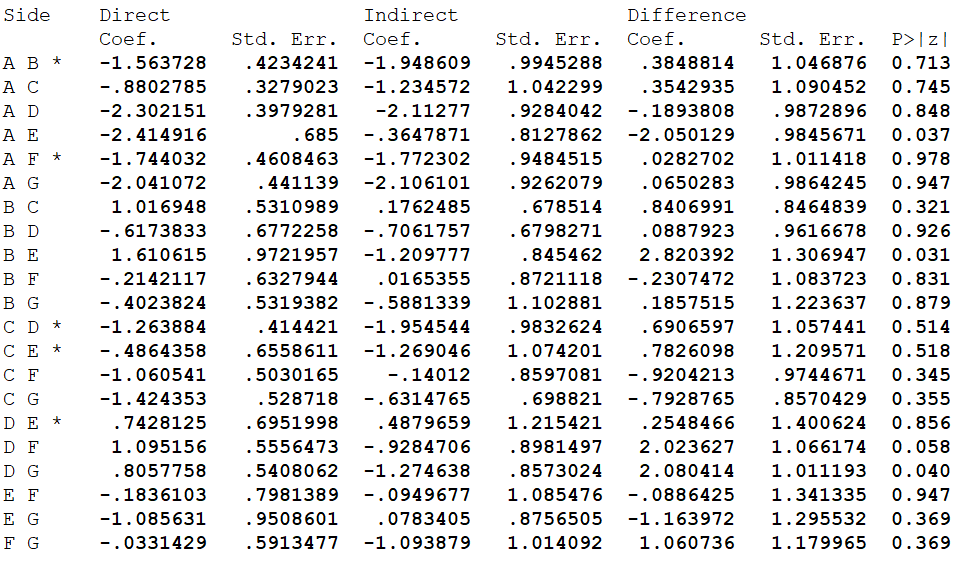 Side Direct Indirect Difference
Coef. Std. Err. Coef. Std. Err. Coef. Std. Err. P>|z|
A B * -1.563728 .4234241 -1.948609 .9945288 .3848814 1.046876 0.713
A C -.8802785 .3279023 -1.234572 1.042299 .3542935 1.090452 0.745
A D -2.302151 .3979281 -2.11277 .9284042 -.1893808 .9872896 0.848
A E -2.414916 .685 -.3647871 .8127862 -2.050129 .9845671 0.037
A F * -1.744032 .4608463 -1.772302 .9484515 .0282702 1.011418 0.978
A G -2.041072 .441139 -2.106101 .9262079 .0650283 .9864245 0.947
B C 1.016948 .5310989 .1762485 .678514 .8406991 .8464839 0.321
B D -.6173833 .6772258 -.7061757 .6798271 .0887923 .9616678 0.926
B E 1.610615 .9721957 -1.209777 .845462 2.820392 1.306947 0.031
B F -.2142117 .6327944 .0165355 .8721118 -.2307472 1.083723 0.831
B G -.4023824 .5319382 -.5881339 1.102881 .1857515 1.223637 0.879
C D * -1.263884 .414421 -1.954544 .9832624 .6906597 1.057441 0.514
C E * -.4864358 .6558611 -1.269046 1.074201 .7826098 1.209571 0.518
C F -1.060541 .5030165 -.14012 .8597081 -.9204213 .9744671 0.345
C G -1.424353 .528718 -.6314765 .698821 -.7928765 .8570429 0.355
D E * .7428125 .6951998 .4879659 1.215421 .2548466 1.400624 0.856
D F 1.095156 .5556473 -.9284706 .8981497 2.023627 1.066174 0.058
D G .8057758 .5408062 -1.274638 .8573024 2.080414 1.011193 0.040
E F -.1836103 .7981389 -.0949677 1.085476 -.0886425 1.341335 0.947
E G -1.085631 .9508601 .0783405 .8756505 -1.163972 1.295532 0.369
F G -.0331429 .5913477 -1.093879 1.014092 1.060736 1.179965 0.369